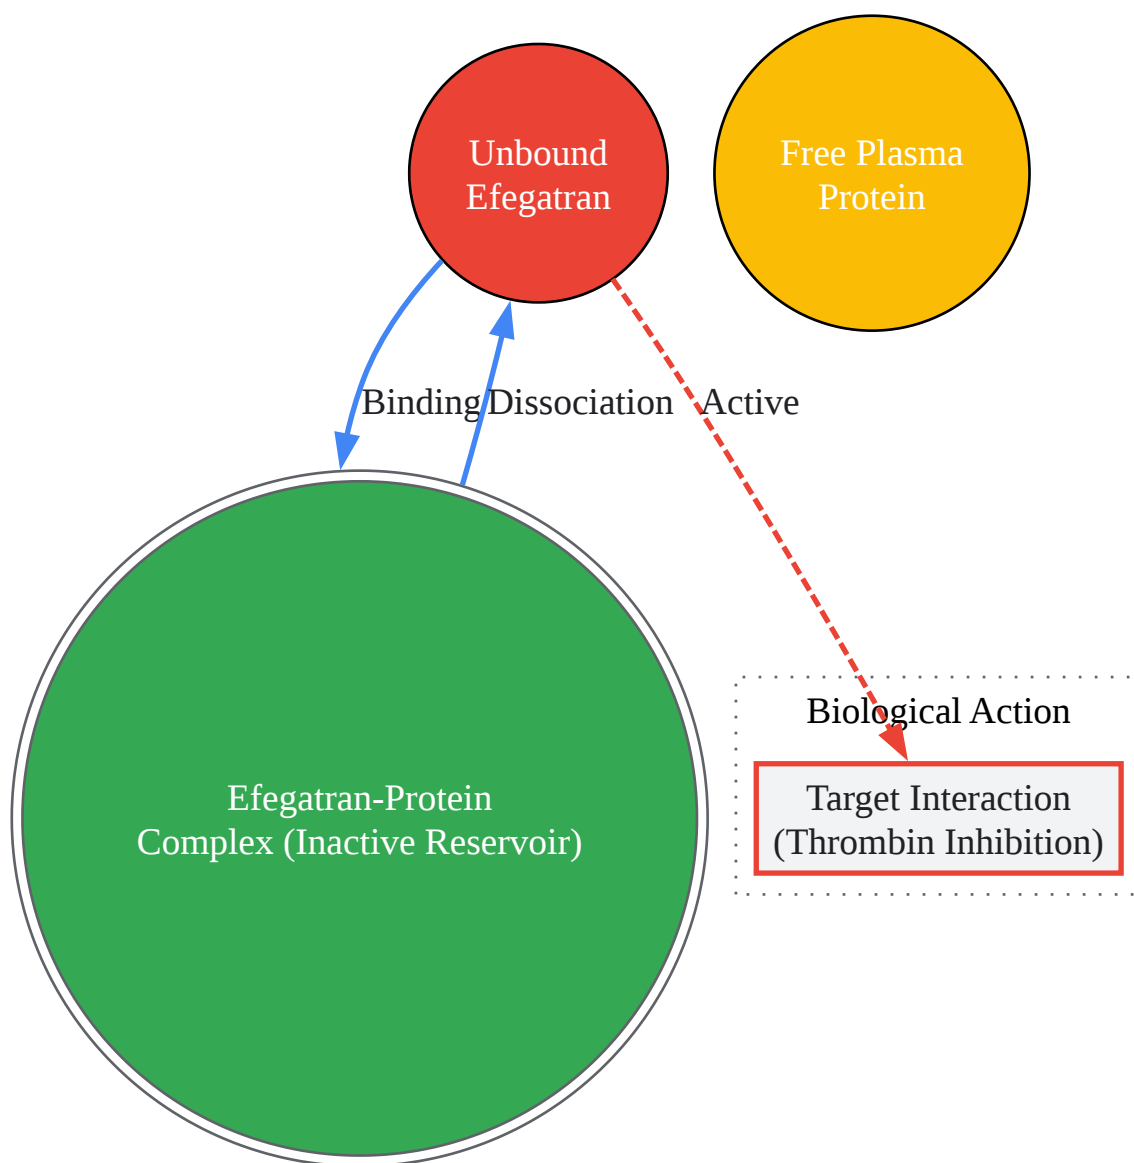 Unbound
Efegatran
Free Plasma
Protein
Binding
Dissociation
Active
Biological Action
Efegatran-Protein
Complex (Inactive Reservoir)
Target Interaction
(Thrombin Inhibition)